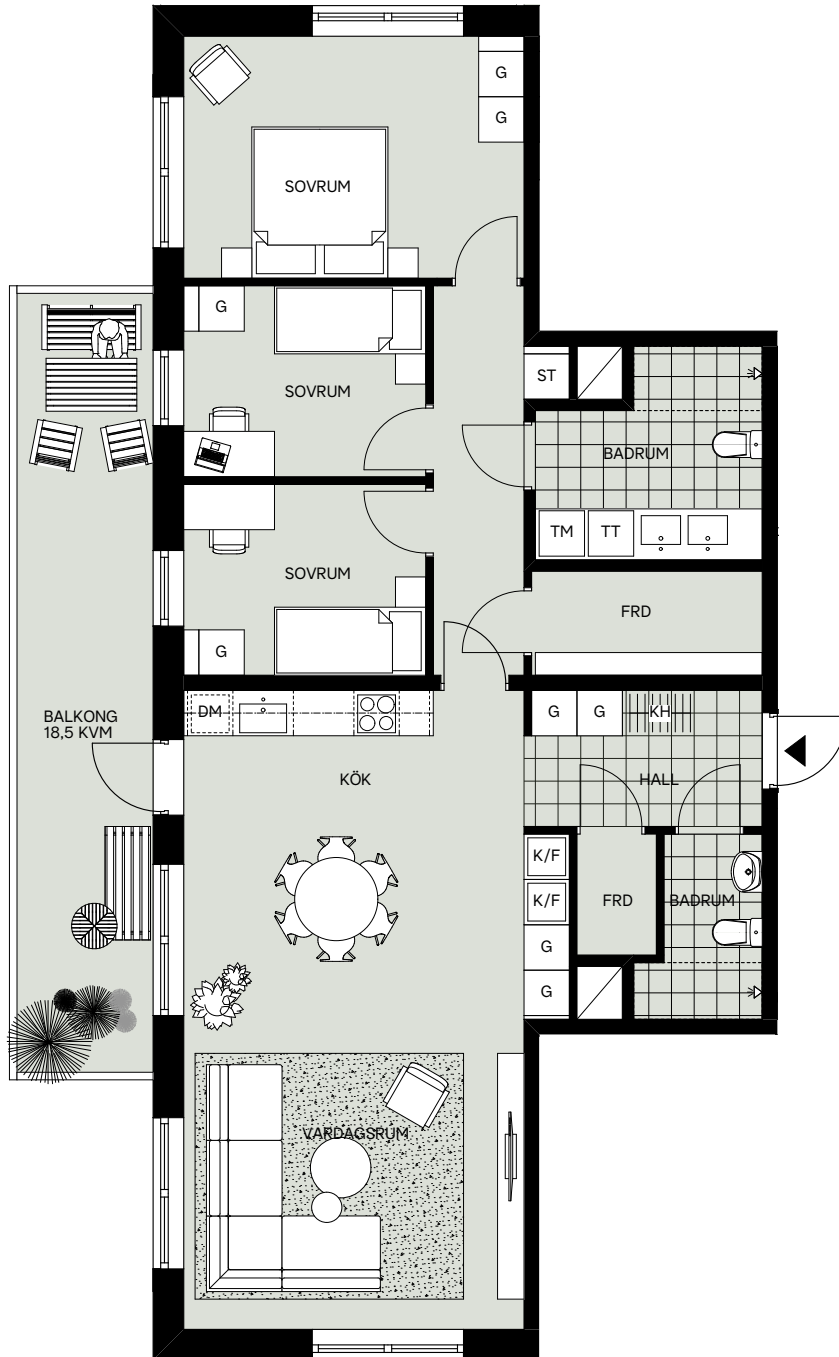 G
G
SOVRUM
G
SOVRUM
ST
BADRUM
TM
TT
SOVRUM
G
FRD
BALKONG
18,5 KVM
DM
G
G
KH
KÖK
HALL
K/F
K/F
G
G
FRD
BADRUM
VARDAGSRUM